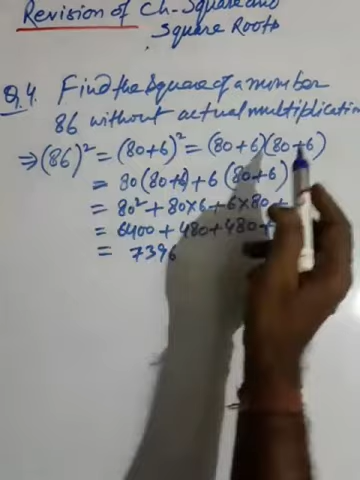 Revision of Ch-Square and
Square Roots
Q.4. Find the Square of a number
86 without actual multiplication
⇒ (86)² = (80+6)² = (80+6)(80+6)
= 80(80+6)+6(80+6)
= 80² + 80×6+6×80+
= 6400 + 480+480+
= 7396